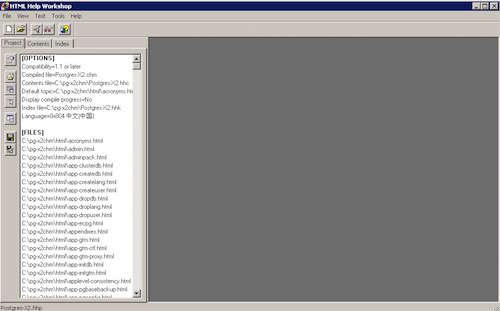 HTML Help Workshop
File View Test Tools Help
Project Contents Index
[OPTIONS]
Compatibility=1.1 or later
Compiled file=Postgres-X2.chm
Contents file=C:\pg-x2chm\Postgres-X2.hhc
Default topic=C:\pg-x2chm\html\acronyms.html
Display compile progress=No
Index file=C:\pg-x2chm\Postgres-X2.hhk
Language=0x804 中文(中国)
[FILES]
C:\pg-x2chm\html\acronyms.html
C:\pg-x2chm\html\admin.html
C:\pg-x2chm\html\adminpack.html
C:\pg-x2chm\html\app-clusterdb.html
C:\pg-x2chm\html\app-createdb.html
C:\pg-x2chm\html\app-createlang.html
C:\pg-x2chm\html\app-createuser.html
C:\pg-x2chm\html\app-dropdb.html
C:\pg-x2chm\html\app-droplang.html
C:\pg-x2chm\html\app-dropuser.html
C:\pg-x2chm\html\app-ecpg.html
C:\pg-x2chm\html\appendixes.html
C:\pg-x2chm\html\app-gtm.html
C:\pg-x2chm\html\app-gtm-ctl.html
C:\pg-x2chm\html\app-gtm-proxy.html
C:\pg-x2chm\html\app-initdb.html
C:\pg-x2chm\html\app-initgtm.html
C:\pg-x2chm\html\applevel-consistency.html
C:\pg-x2chm\html\app-pgbasebackup.html
Postgres-X2.hhp